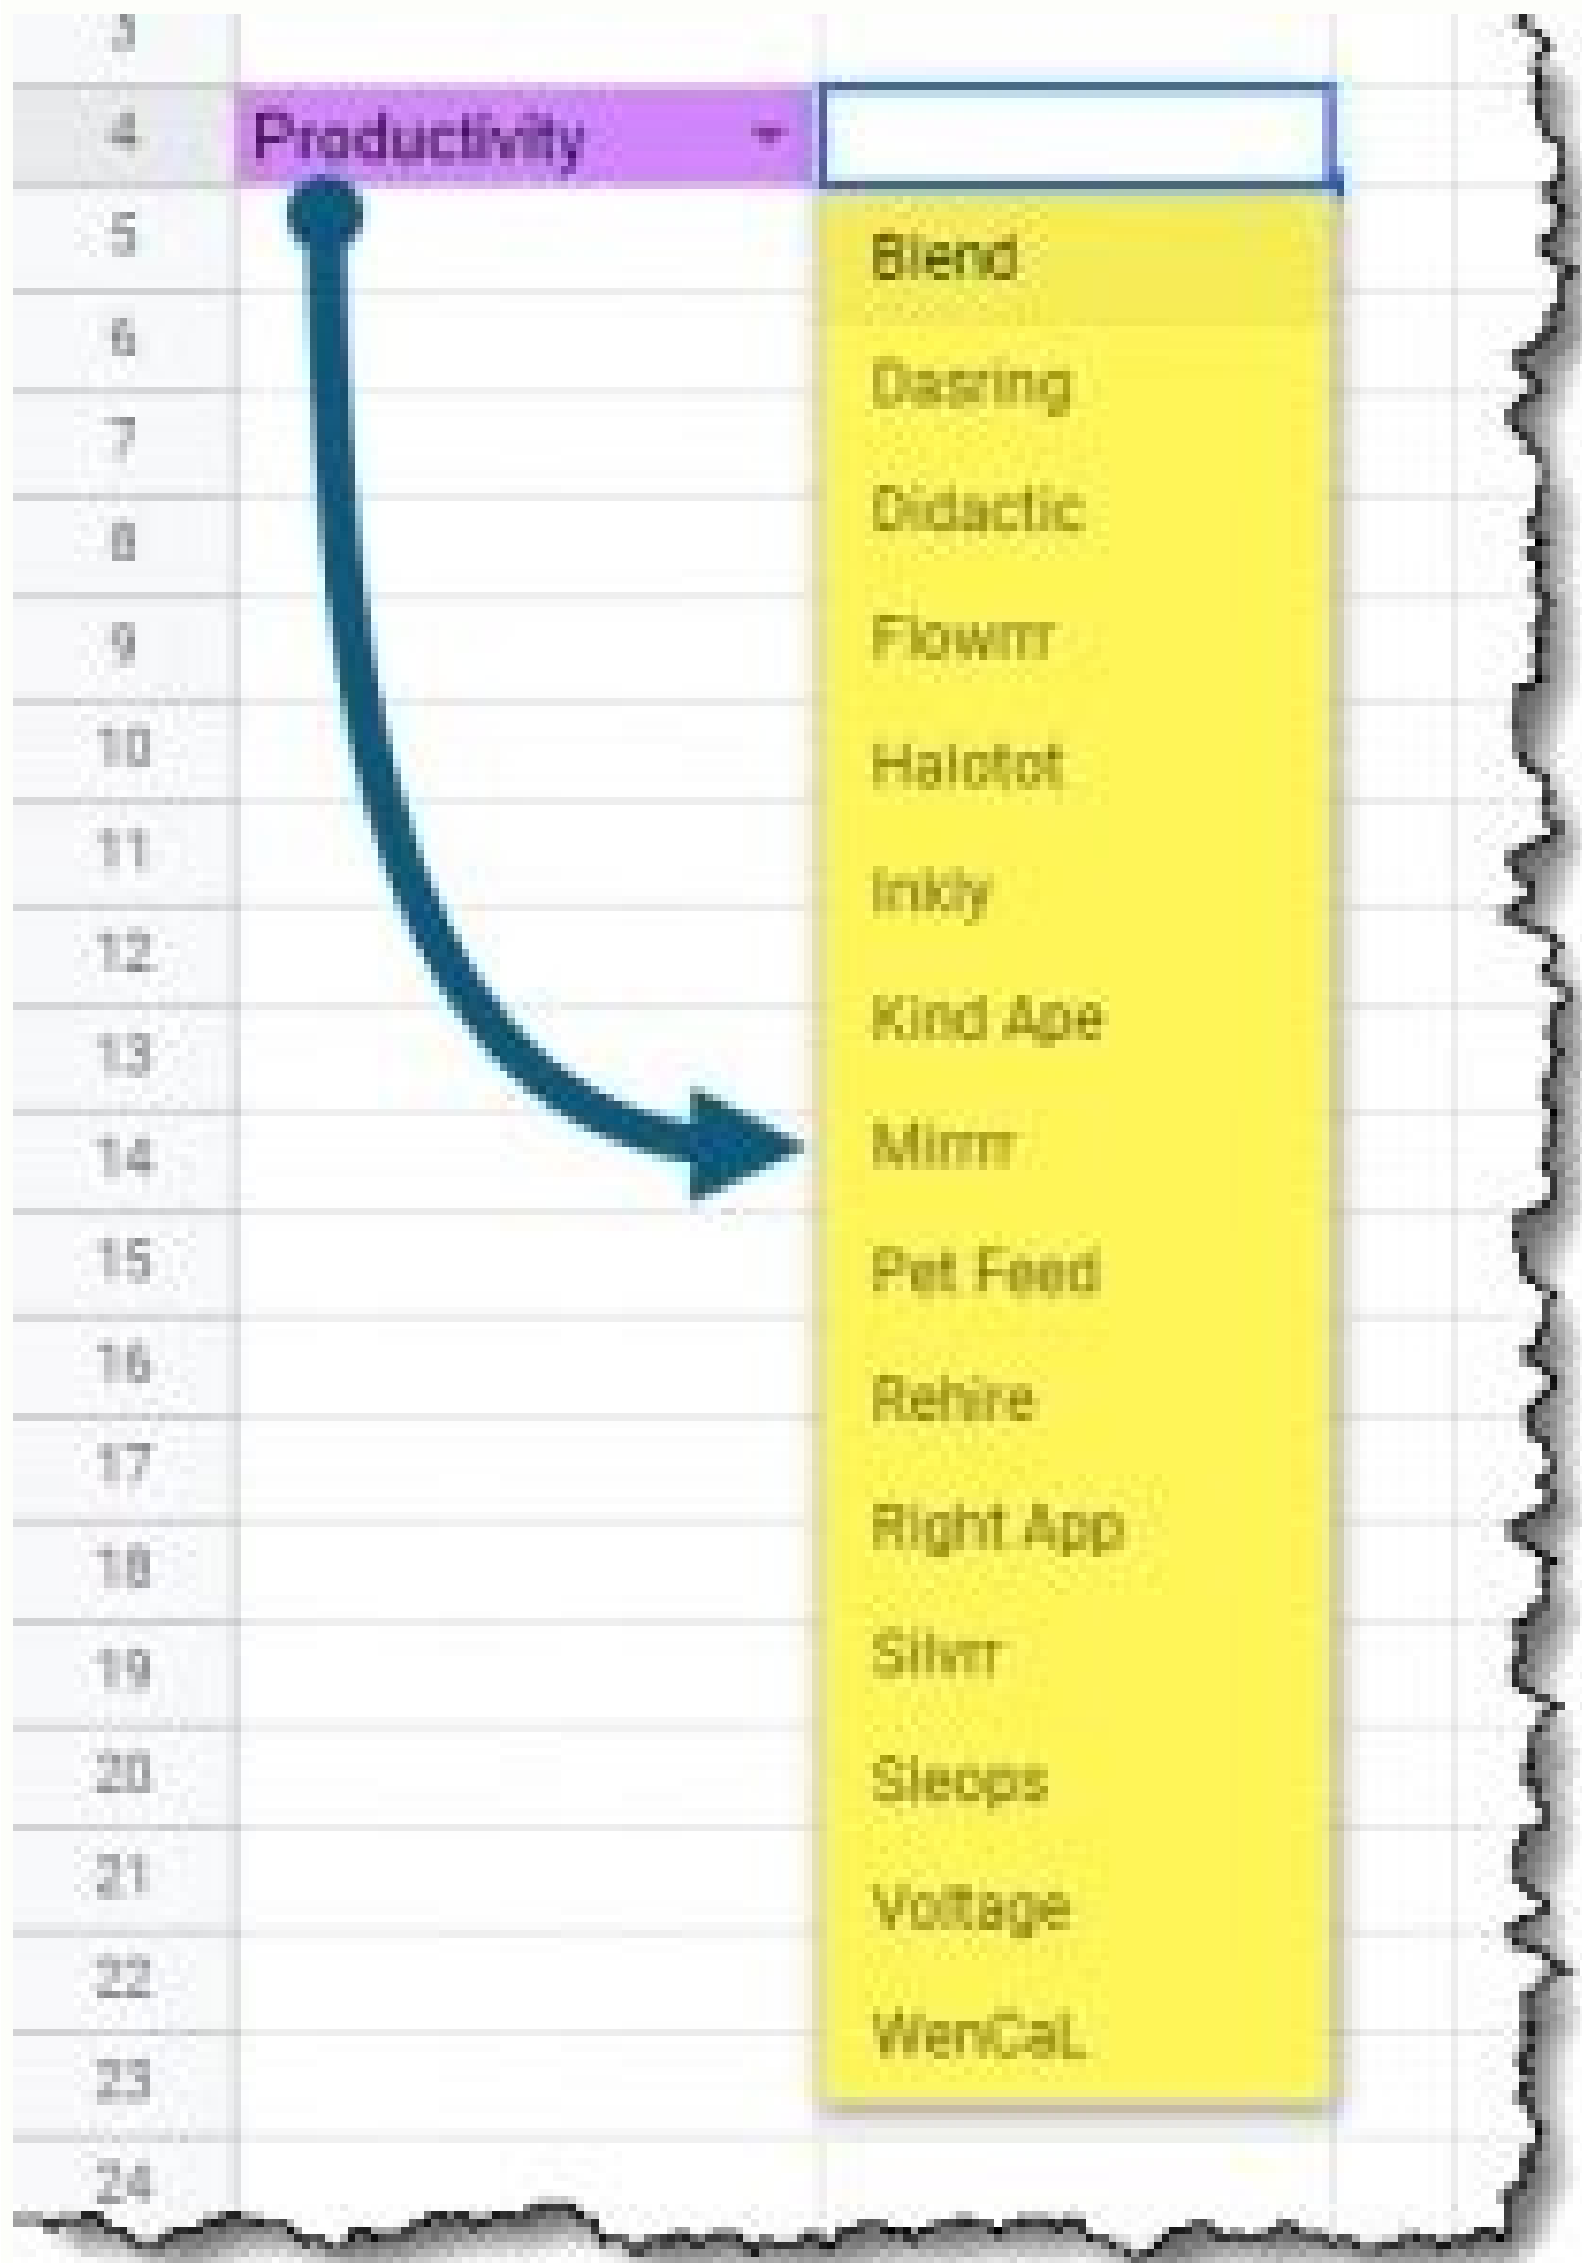 3
4 Productivity
5
Blend
6
Dasring
7
8
Didactic
9
Flowrrr
10
Halotot
11
Inkly
12
13
Kind Ape
14
Mirrrr
15
Pet Feed
16
Rehire
17
18
Right App
19
Silvrr
20
Sleops
21
Voltage
22
23
WenCaL
24